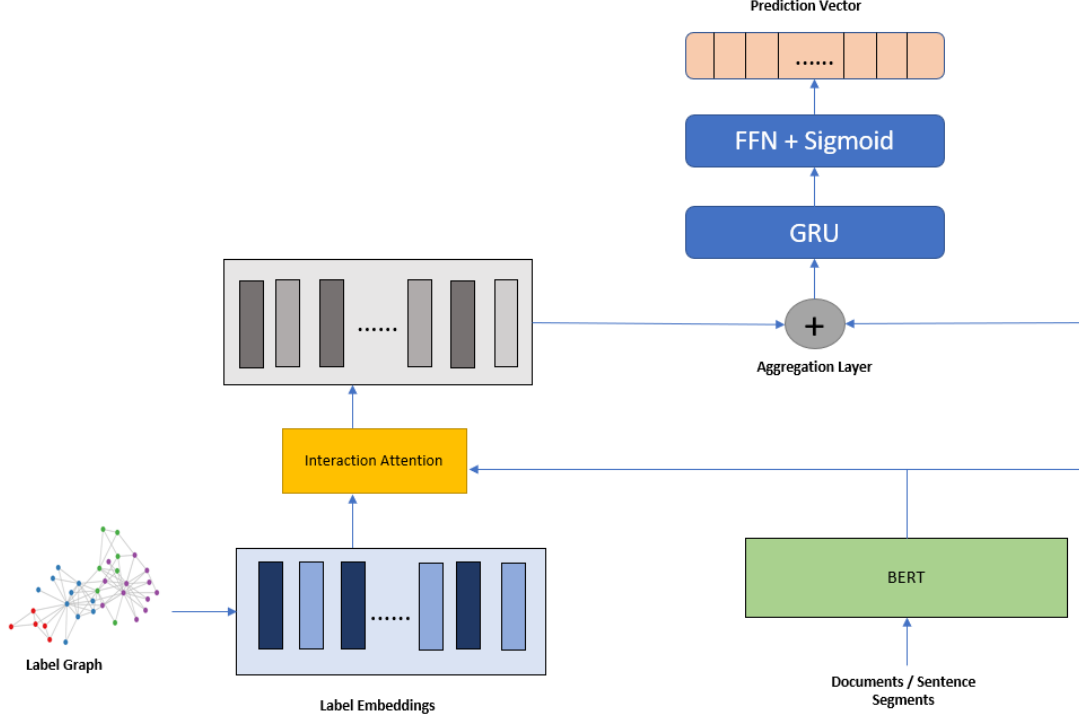 Prediction Vector
......
FFN + Sigmoid
GRU
......
+
Aggregation Layer
Interaction Attention
BERT
......
Label Graph
Documents / Sentence
Segments
Label Embeddings